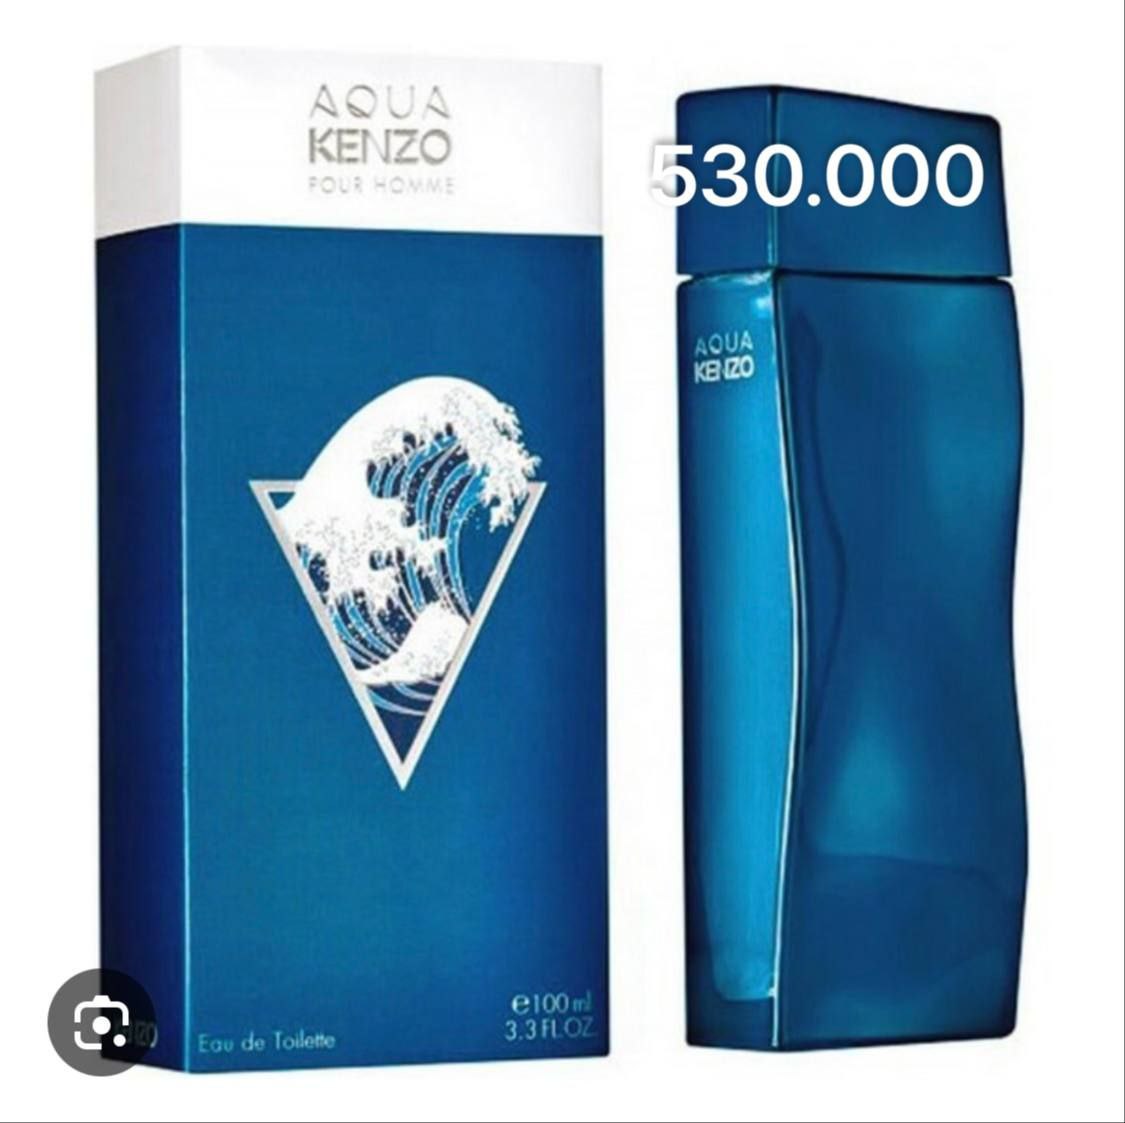 AQUA
KENZO
POUR HOMME
530.000
AQUA
KENZO
e100 ml
3.3 FL.OZ.
Eau de Toilette